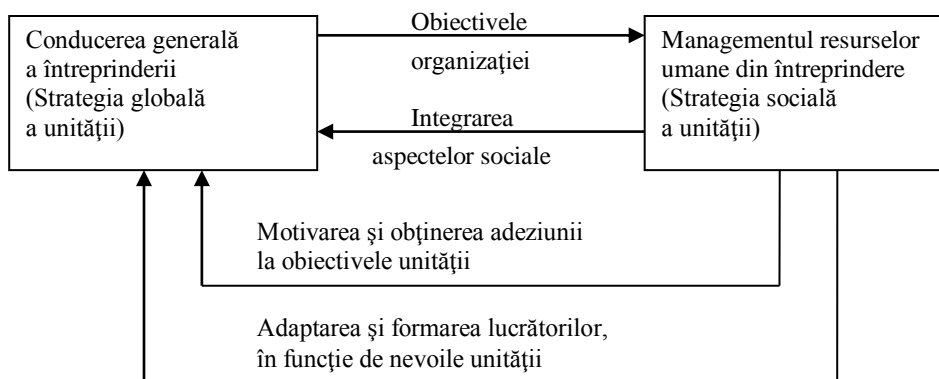 Conducerea generală
a întreprinderii
(Strategia globală
a unităţii)
Obiectivele
organizaţiei
Integrarea
aspectelor sociale
Managementul resurselor
umane din întreprindere
(Strategia socială
a unităţii)
Motivarea şi obţinerea adeziunii
la obiectivele unităţii
Adaptarea şi formarea lucrătorilor,
în funcţie de nevoile unităţii